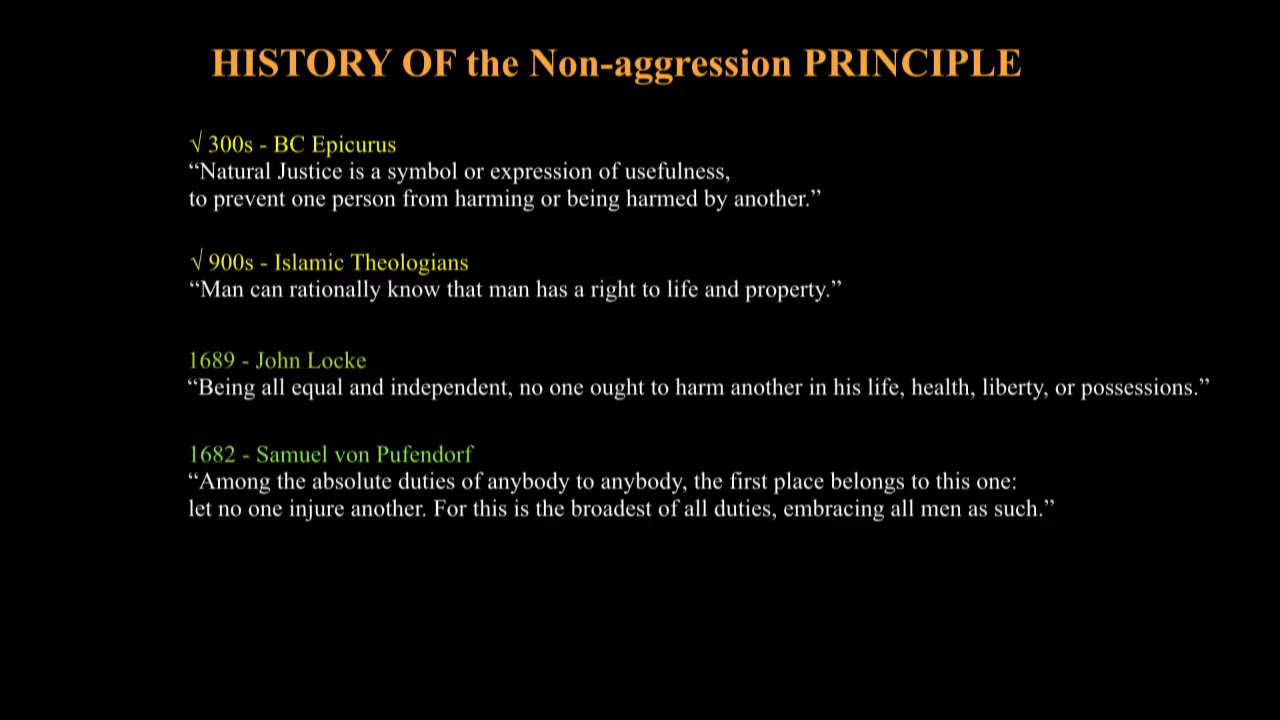 HISTORY OF the Non-aggression PRINCIPLE
√ 300s - BC Epicurus
“Natural Justice is a symbol or expression of usefulness,
to prevent one person from harming or being harmed by another.”
√ 900s - Islamic Theologians
“Man can rationally know that man has a right to life and property.”
1689 - John Locke
“Being all equal and independent, no one ought to harm another in his life, health, liberty, or possessions.”
1682 - Samuel von Pufendorf
“Among the absolute duties of anybody to anybody, the first place belongs to this one:
let no one injure another. For this is the broadest of all duties, embracing all men as such.”